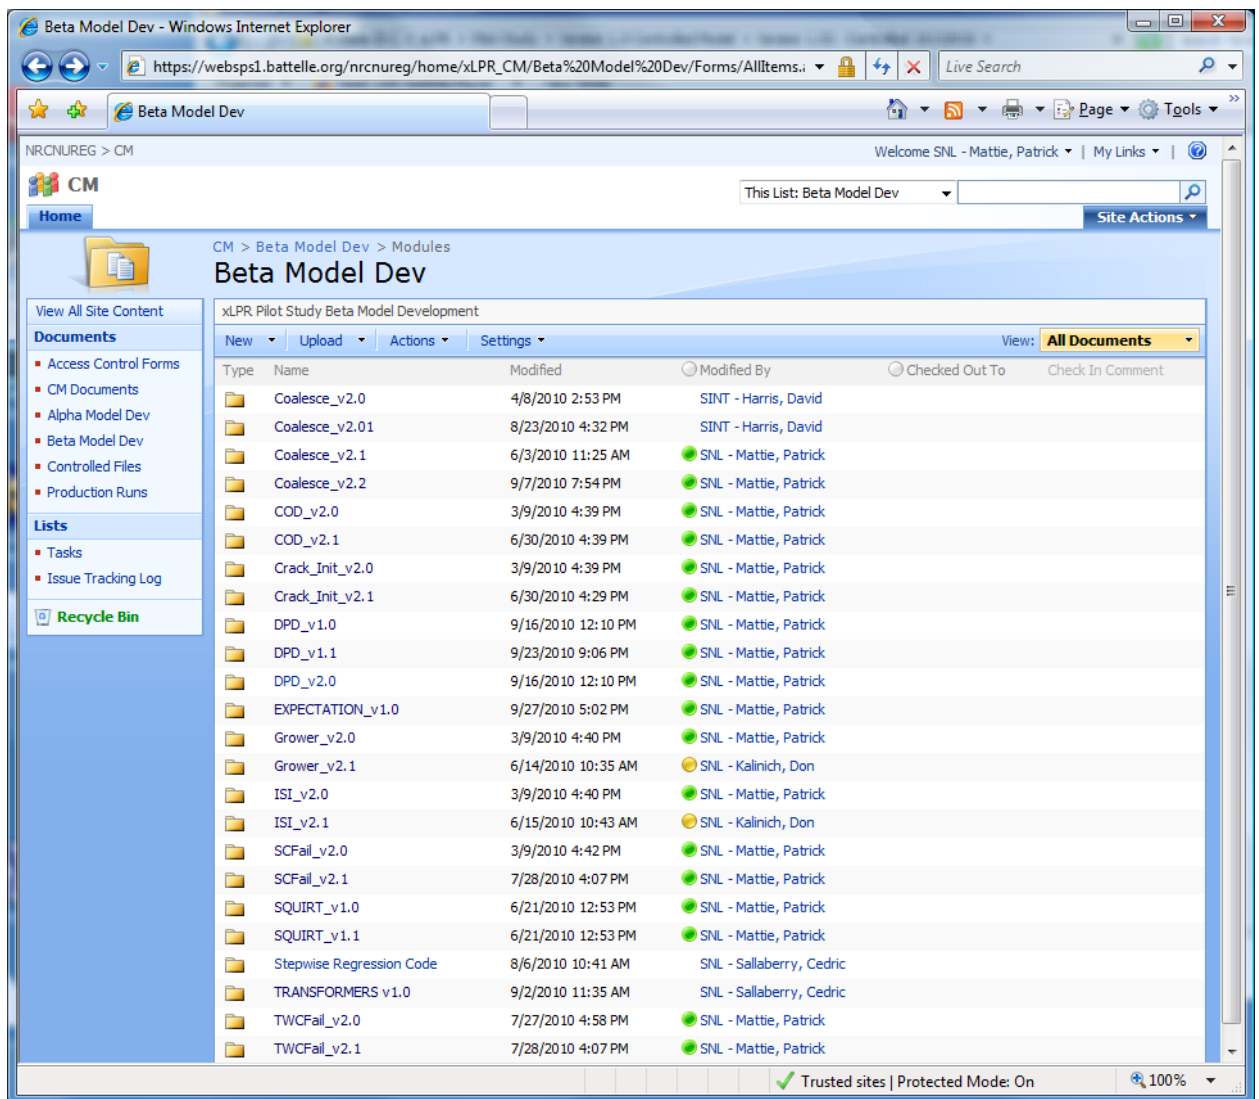 Beta Model Dev - Windows Internet Explorer
https://websps1.battelle.org/nrcnureg/home/xLPR_CM/Beta%20Model%20Dev/Forms/AllItems.a
Live Search
Beta Model Dev
Page Tools
NRCNUREG > CM
Welcome SNL - Mattie, Patrick | My Links |
CM
This List: Beta Model Dev
Home
Site Actions
CM > Beta Model Dev > Modules
Beta Model Dev
View All Site Content
Documents
Access Control Forms
CM Documents
Alpha Model Dev
Beta Model Dev
Controlled Files
Production Runs
Lists
Tasks
Issue Tracking Log
Recycle Bin
xLPR Pilot Study Beta Model Development
New Upload Actions Settings View: All Documents
Type Name Modified Modified By Checked Out To Check In Comment
Coalesce_v2.0 4/8/2010 2:53 PM SINT - Harris, David
Coalesce_v2.01 8/23/2010 4:32 PM SINT - Harris, David
Coalesce_v2.1 6/3/2010 11:25 AM SNL - Mattie, Patrick
Coalesce_v2.2 9/7/2010 7:54 PM SNL - Mattie, Patrick
COD_v2.0 3/9/2010 4:39 PM SNL - Mattie, Patrick
COD_v2.1 6/30/2010 4:39 PM SNL - Mattie, Patrick
Crack_Init_v2.0 3/9/2010 4:39 PM SNL - Mattie, Patrick
Crack_Init_v2.1 6/30/2010 4:29 PM SNL - Mattie, Patrick
DPD_v1.0 9/16/2010 12:10 PM SNL - Mattie, Patrick
DPD_v1.1 9/23/2010 9:06 PM SNL - Mattie, Patrick
DPD_v2.0 9/16/2010 12:10 PM SNL - Mattie, Patrick
EXPECTATION_v1.0 9/27/2010 5:02 PM SNL - Mattie, Patrick
Grower_v2.0 3/9/2010 4:40 PM SNL - Mattie, Patrick
Grower_v2.1 6/14/2010 10:35 AM SNL - Kalinich, Don
ISI_v2.0 3/9/2010 4:40 PM SNL - Mattie, Patrick
ISI_v2.1 6/15/2010 10:43 AM SNL - Kalinich, Don
SCFail_v2.0 3/9/2010 4:42 PM SNL - Mattie, Patrick
SCFail_v2.1 7/28/2010 4:07 PM SNL - Mattie, Patrick
SQUIRT_v1.0 6/21/2010 12:53 PM SNL - Mattie, Patrick
SQUIRT_v1.1 6/21/2010 12:53 PM SNL - Mattie, Patrick
Stepwise Regression Code 8/6/2010 10:41 AM SNL - Sallaberry, Cedric
TRANSFORMERS v1.0 9/2/2010 11:35 AM SNL - Sallaberry, Cedric
TWCFail_v2.0 7/27/2010 4:58 PM SNL - Mattie, Patrick
TWCFail_v2.1 7/28/2010 4:07 PM SNL - Mattie, Patrick
Trusted sites | Protected Mode: On 100%